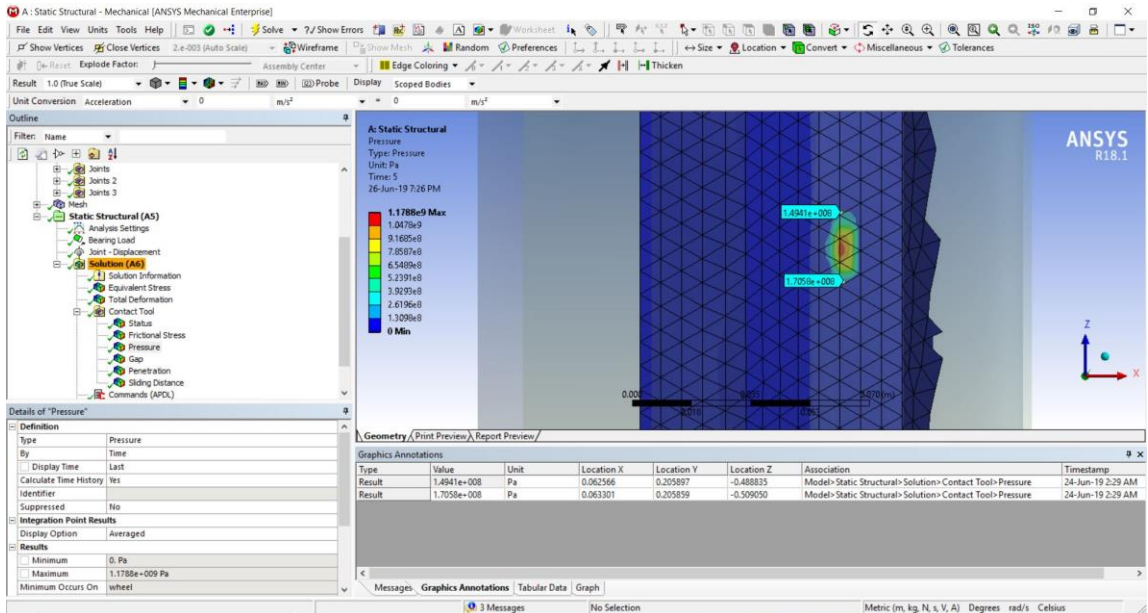 A : Static Structural - Mechanical [ANSYS Mechanical Enterprise]
File Edit View Units Tools Help Solve ?/ Show Errors Worksheet
Show Vertices Close Vertices 2.e-003 (Auto Scale) Wireframe Show Mesh Random Preferences Size Location Convert Miscellaneous Tolerances
Reset Explode Factor: Assembly Center Edge Coloring Thicken
Result 1.0 (True Scale) Probe Display Scoped Bodies
Unit Conversion Acceleration 0 m/s² = 0 m/s²
Outline
Filter: Name
Joints
Joints 2
Joints 3
Mesh
Static Structural (A5)
Analysis Settings
Bearing Load
Joint - Displacement
Solution (A6)
Solution Information
Equivalent Stress
Total Deformation
Contact Tool
Status
Frictional Stress
Pressure
Gap
Penetration
Sliding Distance
Commands (APDL)
Details of "Pressure"
Definition
Type Pressure
By Time
Display Time Last
Calculate Time History Yes
Identifier
Suppressed No
Integration Point Results
Display Option Averaged
Results
Minimum 0. Pa
Maximum 1.1788e+009 Pa
Minimum Occurs On wheel
A: Static Structural
Pressure
Type: Pressure
Unit: Pa
Time: 5
26-Jun-19 7:26 PM
1.1788e9 Max
1.0478e9
9.1685e8
7.8587e8
6.5489e8
5.2391e8
3.9293e8
2.6196e8
1.3098e8
0 Min
ANSYS
R18.1
1.4941e+008
1.7058e+008
Z
X
0.000
0.070 (m)
Geometry Print Preview Report Preview
Graphics Annotations
Type Value Unit Location X Location Y Location Z Association Timestamp
Result 1.4941e+008 Pa 0.062566 0.205897 -0.488835 Model>Static Structural>Solution>Contact Tool>Pressure 24-Jun-19 2:29 AM
Result 1.7058e+008 Pa 0.063301 0.205859 -0.509050 Model>Static Structural>Solution>Contact Tool>Pressure 24-Jun-19 2:29 AM
Messages Graphics Annotations Tabular Data Graph
3 Messages No Selection Metric (m, kg, N, s, V, A) Degrees rad/s Celsius